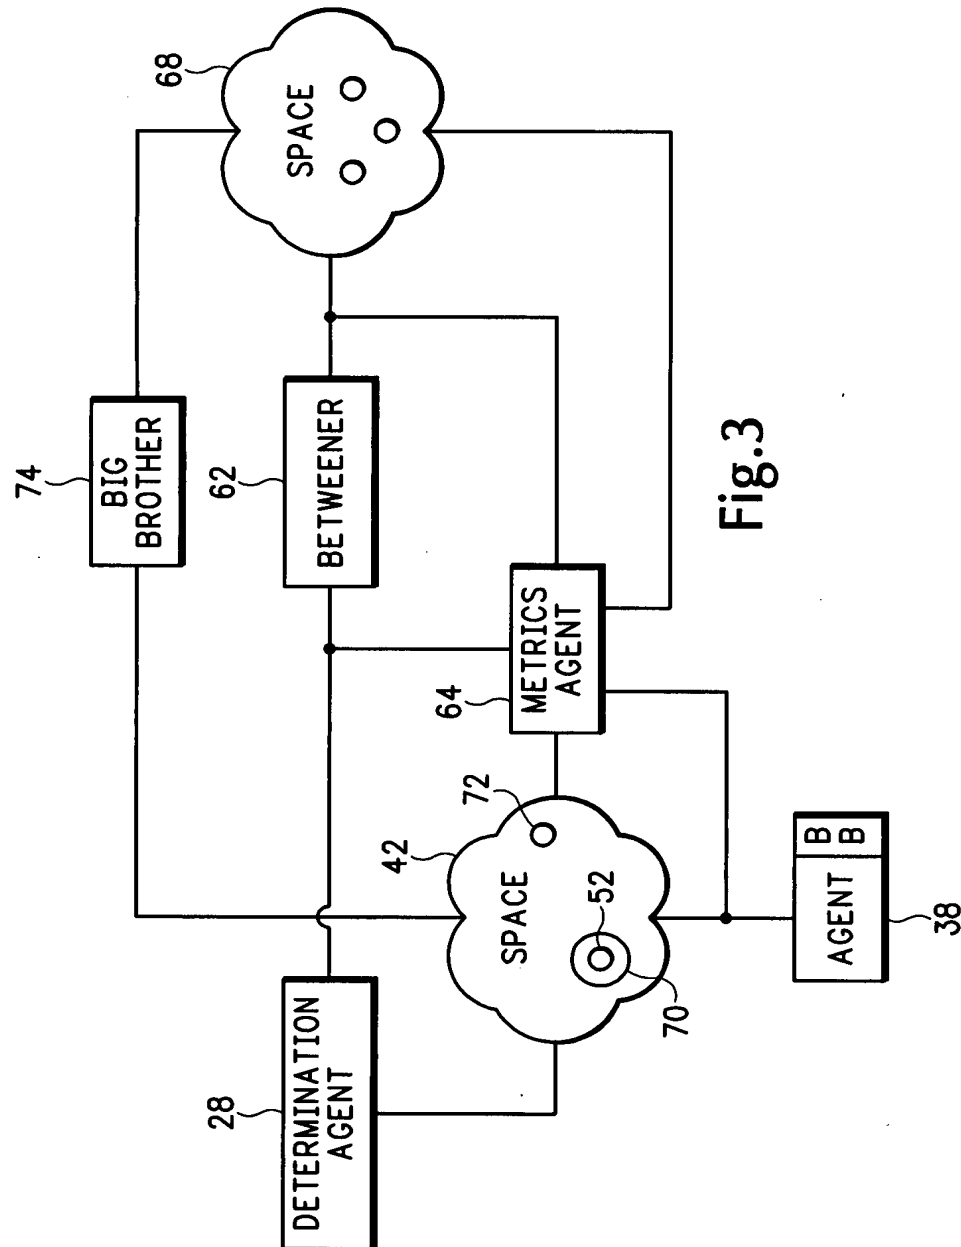 28
DETERMINATION
AGENT
62
BETWEENER
74
BIG
BROTHER
68
SPACE
42
SPACE
72
52
70
64
METRICS
AGENT
AGENT
B
B
38
Fig.3